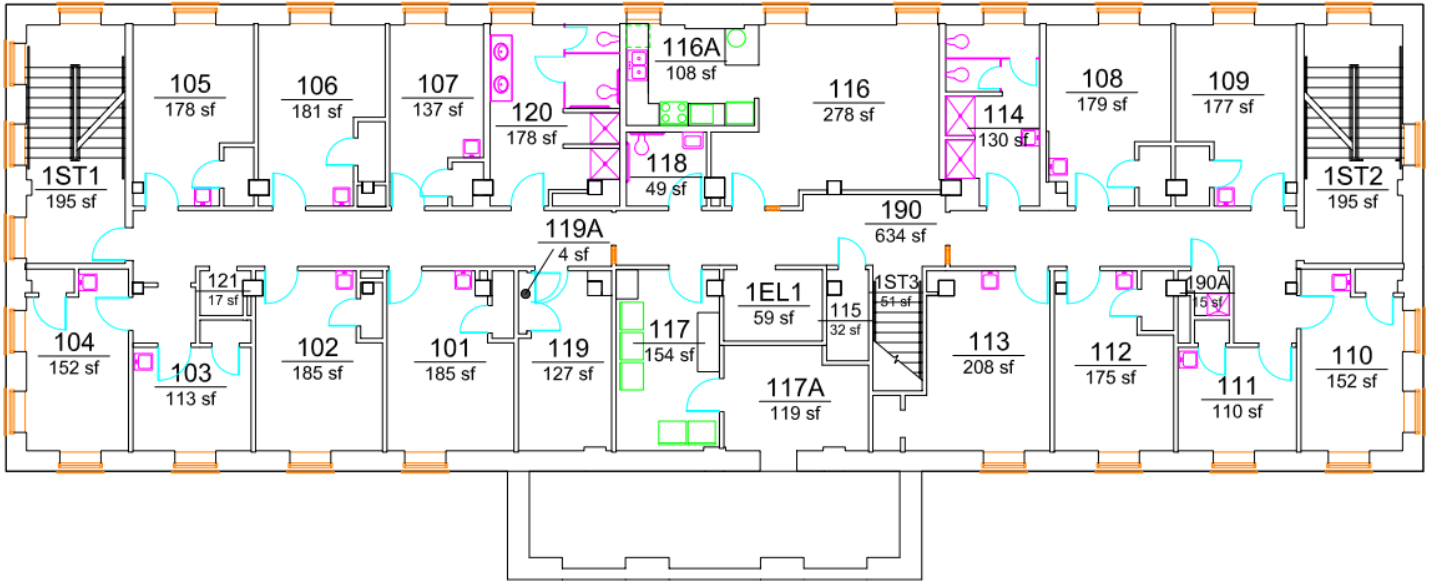 105
178 sf
106
181 sf
107
137 sf
120
178 sf
116A
108 sf
116
278 sf
114
130 sf
108
179 sf
109
177 sf
1ST1
195 sf
118
49 sf
1ST2
195 sf
119A
4 sf
190
634 sf
121
17 sf
104
152 sf
103
113 sf
102
185 sf
101
185 sf
119
127 sf
117
154 sf
1EL1
59 sf
115
32 sf
1ST3
51 sf
117A
119 sf
113
208 sf
112
175 sf
190A
15 sf
111
110 sf
110
152 sf